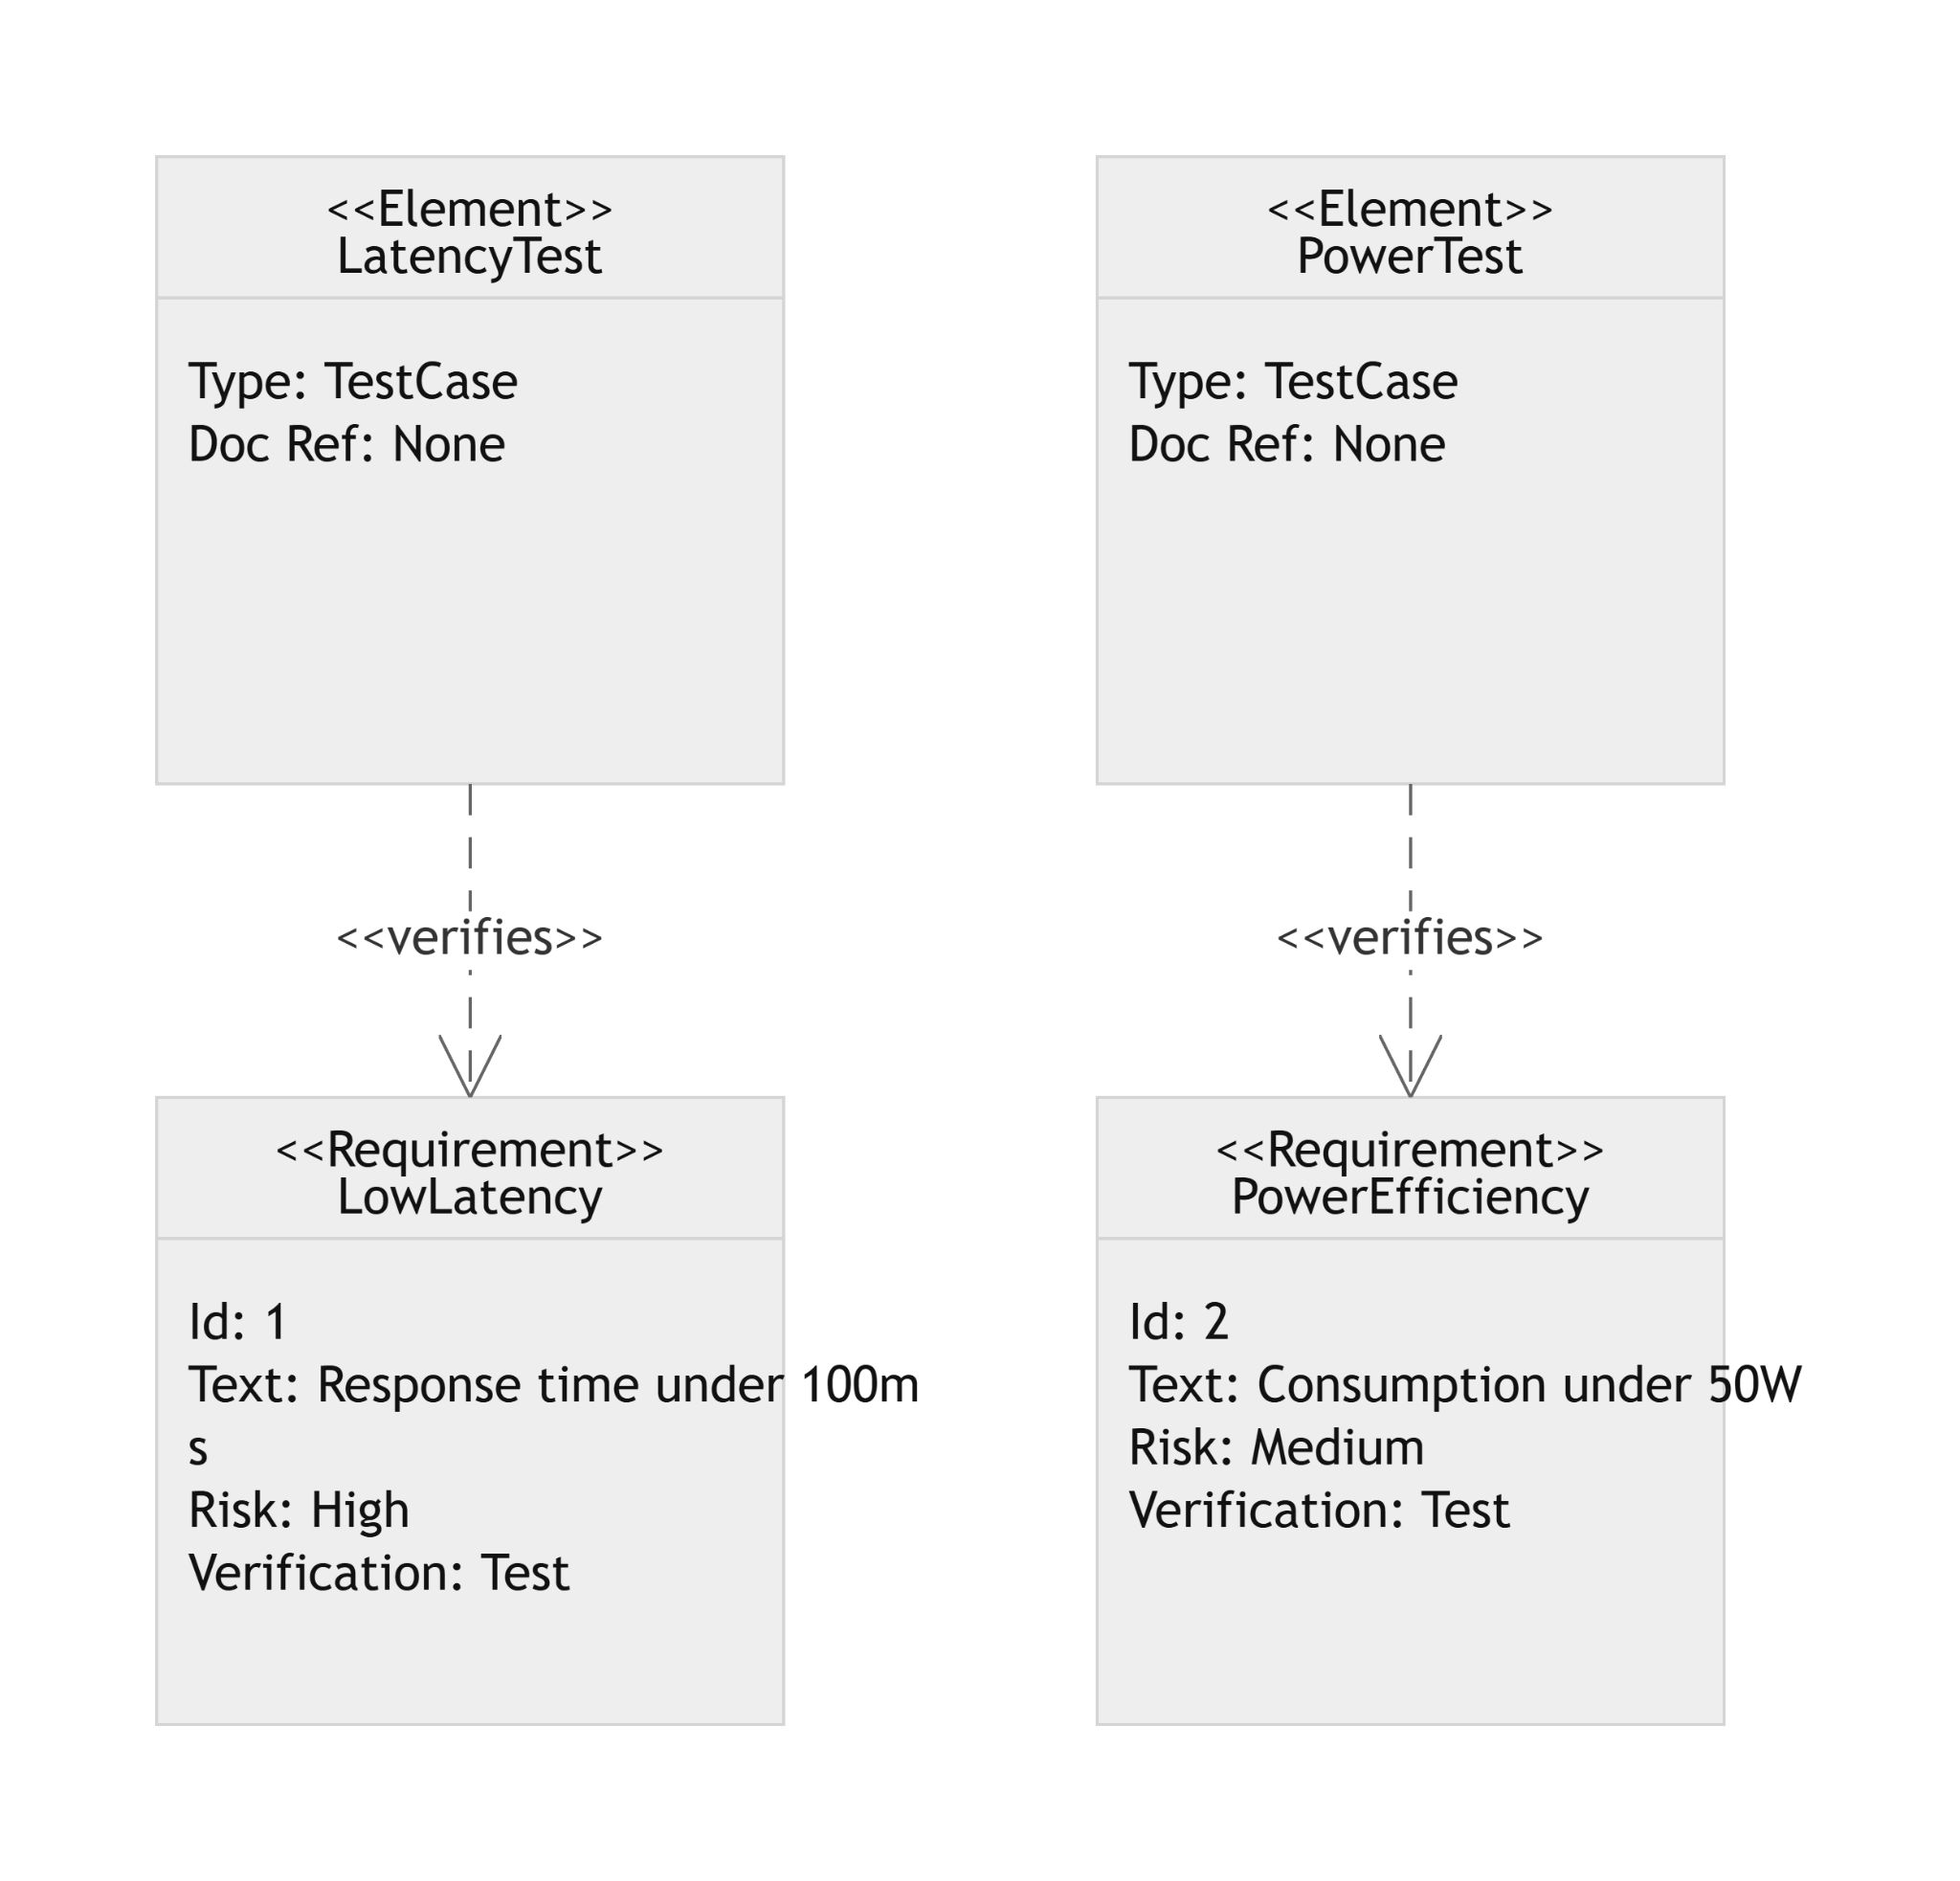 <<Element>>
LatencyTest
Type: TestCase
Doc Ref: None
<<Element>>
PowerTest
Type: TestCase
Doc Ref: None
<<verifies>>
<<verifies>>
<<Requirement>>
LowLatency
Id: 1
Text: Response time under 100m
s
Risk: High
Verification: Test
<<Requirement>>
PowerEfficiency
Id: 2
Text: Consumption under 50W
Risk: Medium
Verification: Test